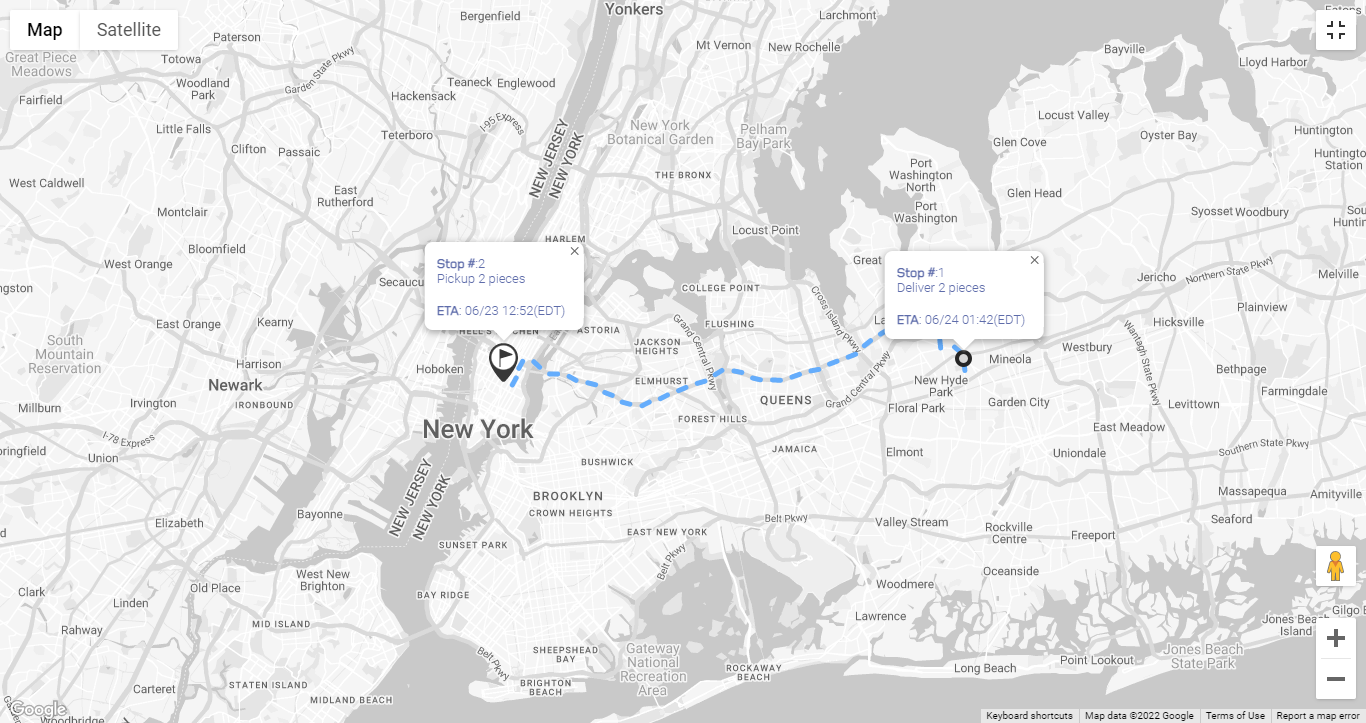 Map
Satellite
Yonkers
Bergenfield
Larchmont
Paterson
Totowa
Great Piece
Meadows
Garden State Pkwy
Mt Vernon
New Rochelle
Bayville
Lloyd Harbor
Teaneck
Englewood
Woodland
Park
Hackensack
Fairfield
I-95 Express
NEW JERSEY
NEW YORK
New York
Botanical Garden
Pelham
Bay Park
Locust Valley
Glen Cove
Oyster Bay
Huntington
Huntington
Station
Little Falls
Teterboro
Clifton
Passaic
West Caldwell
East
Rutherford
THE BRONX
Port
Washington
North
Glen Head
Port
Washington
Syosset
Woodbury
Montclair
Bloomfield
HARLEM
Locust Point
West Orange
Secaucus
Great
Jericho
Northern State Pkwy
Melville
Stop #:2
Pickup 2 pieces
ETA: 06/23 12:52(EDT)
Stop #:1
Deliver 2 pieces
ETA: 06/24 01:42(EDT)
COLLEGE POINT
Cross Island Pkwy
Plainview
East Orange
Kearny
ASTORIA
Grand Central Pkwy
FLUSHING
Hicksville
Wantagh State Pkwy
South
Mountain
Reservation
Harrison
JACKSON
HEIGHTS
Westbury
Mineola
Bethpage
Hoboken
Newark
ELMHURST
Grand Central Pkwy
New Hyde
Park
Farmingdale
QUEENS
Garden City
Levittown
Millburn
IRONBOUND
Floral Park
FOREST HILLS
East Meadow
New York
I-78 Express
Union
BUSHWICK
JAMAICA
Elmont
Uniondale
Southern State Pkwy
NEW JERSEY
NEW YORK
BROOKLYN
CROWN HEIGHTS
Massapequa
Amityville
Bayonne
Elizabeth
EAST NEW YORK
Belt Pkwy
Valley Stream
Rockville
Centre
Freeport
Seaford
SUNSET PARK
Belt Pkwy
Oceanside
West New
Brighton
Old Place
Clark
Linden
BAY RIDGE
Woodmere
Lawrence
Jones Beach
Island
Rahway
MID ISLAND
SHEEPSHEAD
BAY
Belt Pkwy
Gateway
National
Recreation
Area
ROCKAWAY
BEACH
Long Beach
Point Lookout
Jones Beach
State Park
Carteret
STATEN ISLAND
BRIGHTON
BEACH
MIDLAND BEACH
Google
Woodbridge
Keyboard shortcuts
Map data ©2022 Google
Terms of Use
Report a map error